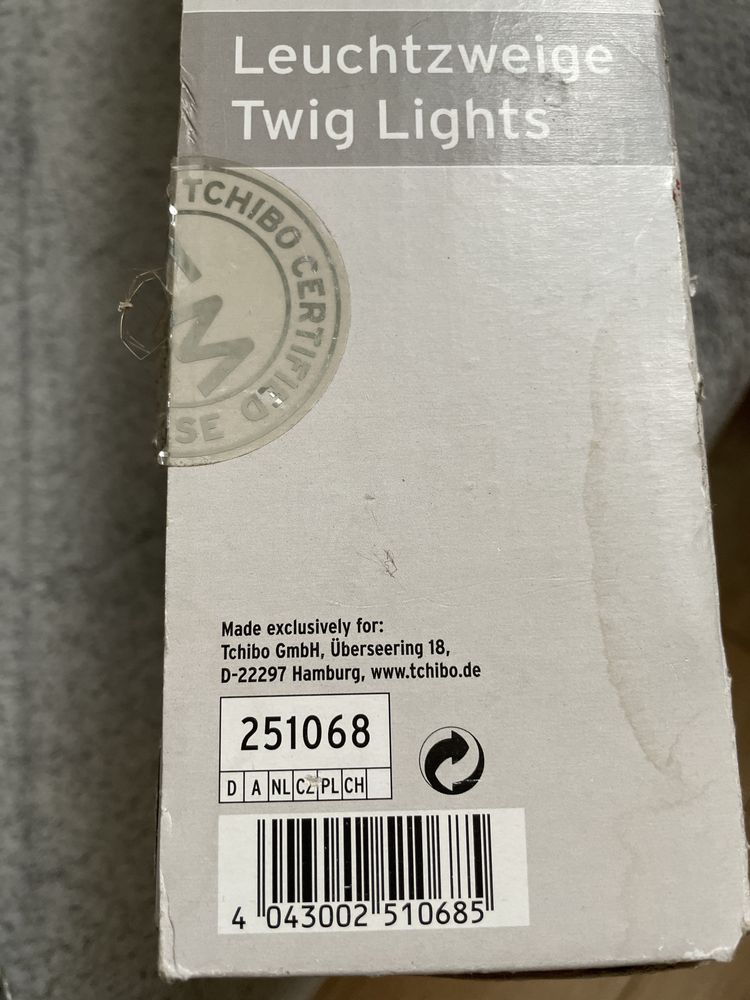 Leuchtzweige
Twig Lights
TCHIBO CERTIFIED
SE
Made exclusively for:
Tchibo GmbH, Überseering 18,
D-22297 Hamburg, www.tchibo.de
251068
D A NL CZ PL CH
4 043002 510685